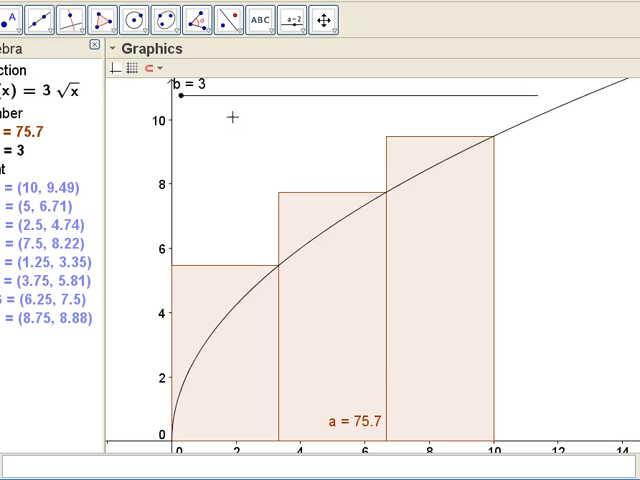 A ABC a=2
ebra Graphics
ction
(x) = 3 √x
mber
= 75.7
= 3
t
= (10, 9.49)
= (5, 6.71)
= (2.5, 4.74)
= (7.5, 8.22)
= (1.25, 3.35)
= (3.75, 5.81)
= (6.25, 7.5)
= (8.75, 8.88)
b = 3
10
8
6
4
2
0
a = 75.7
0 2 4 6 8 10 12 14